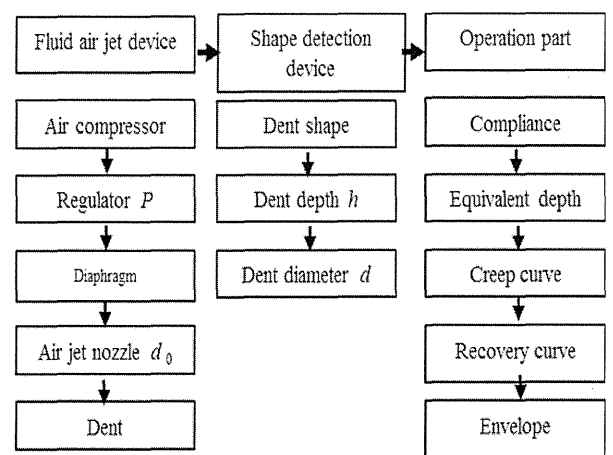 Fluid air jet device
Shape detection
device
Operation part
Air compressor
Regulator P
Diaphragm
Air jet nozzle d0
Dent
Dent shape
Dent depth h
Dent diameter d
Compliance
Equivalent depth
Creep curve
Recovery curve
Envelope